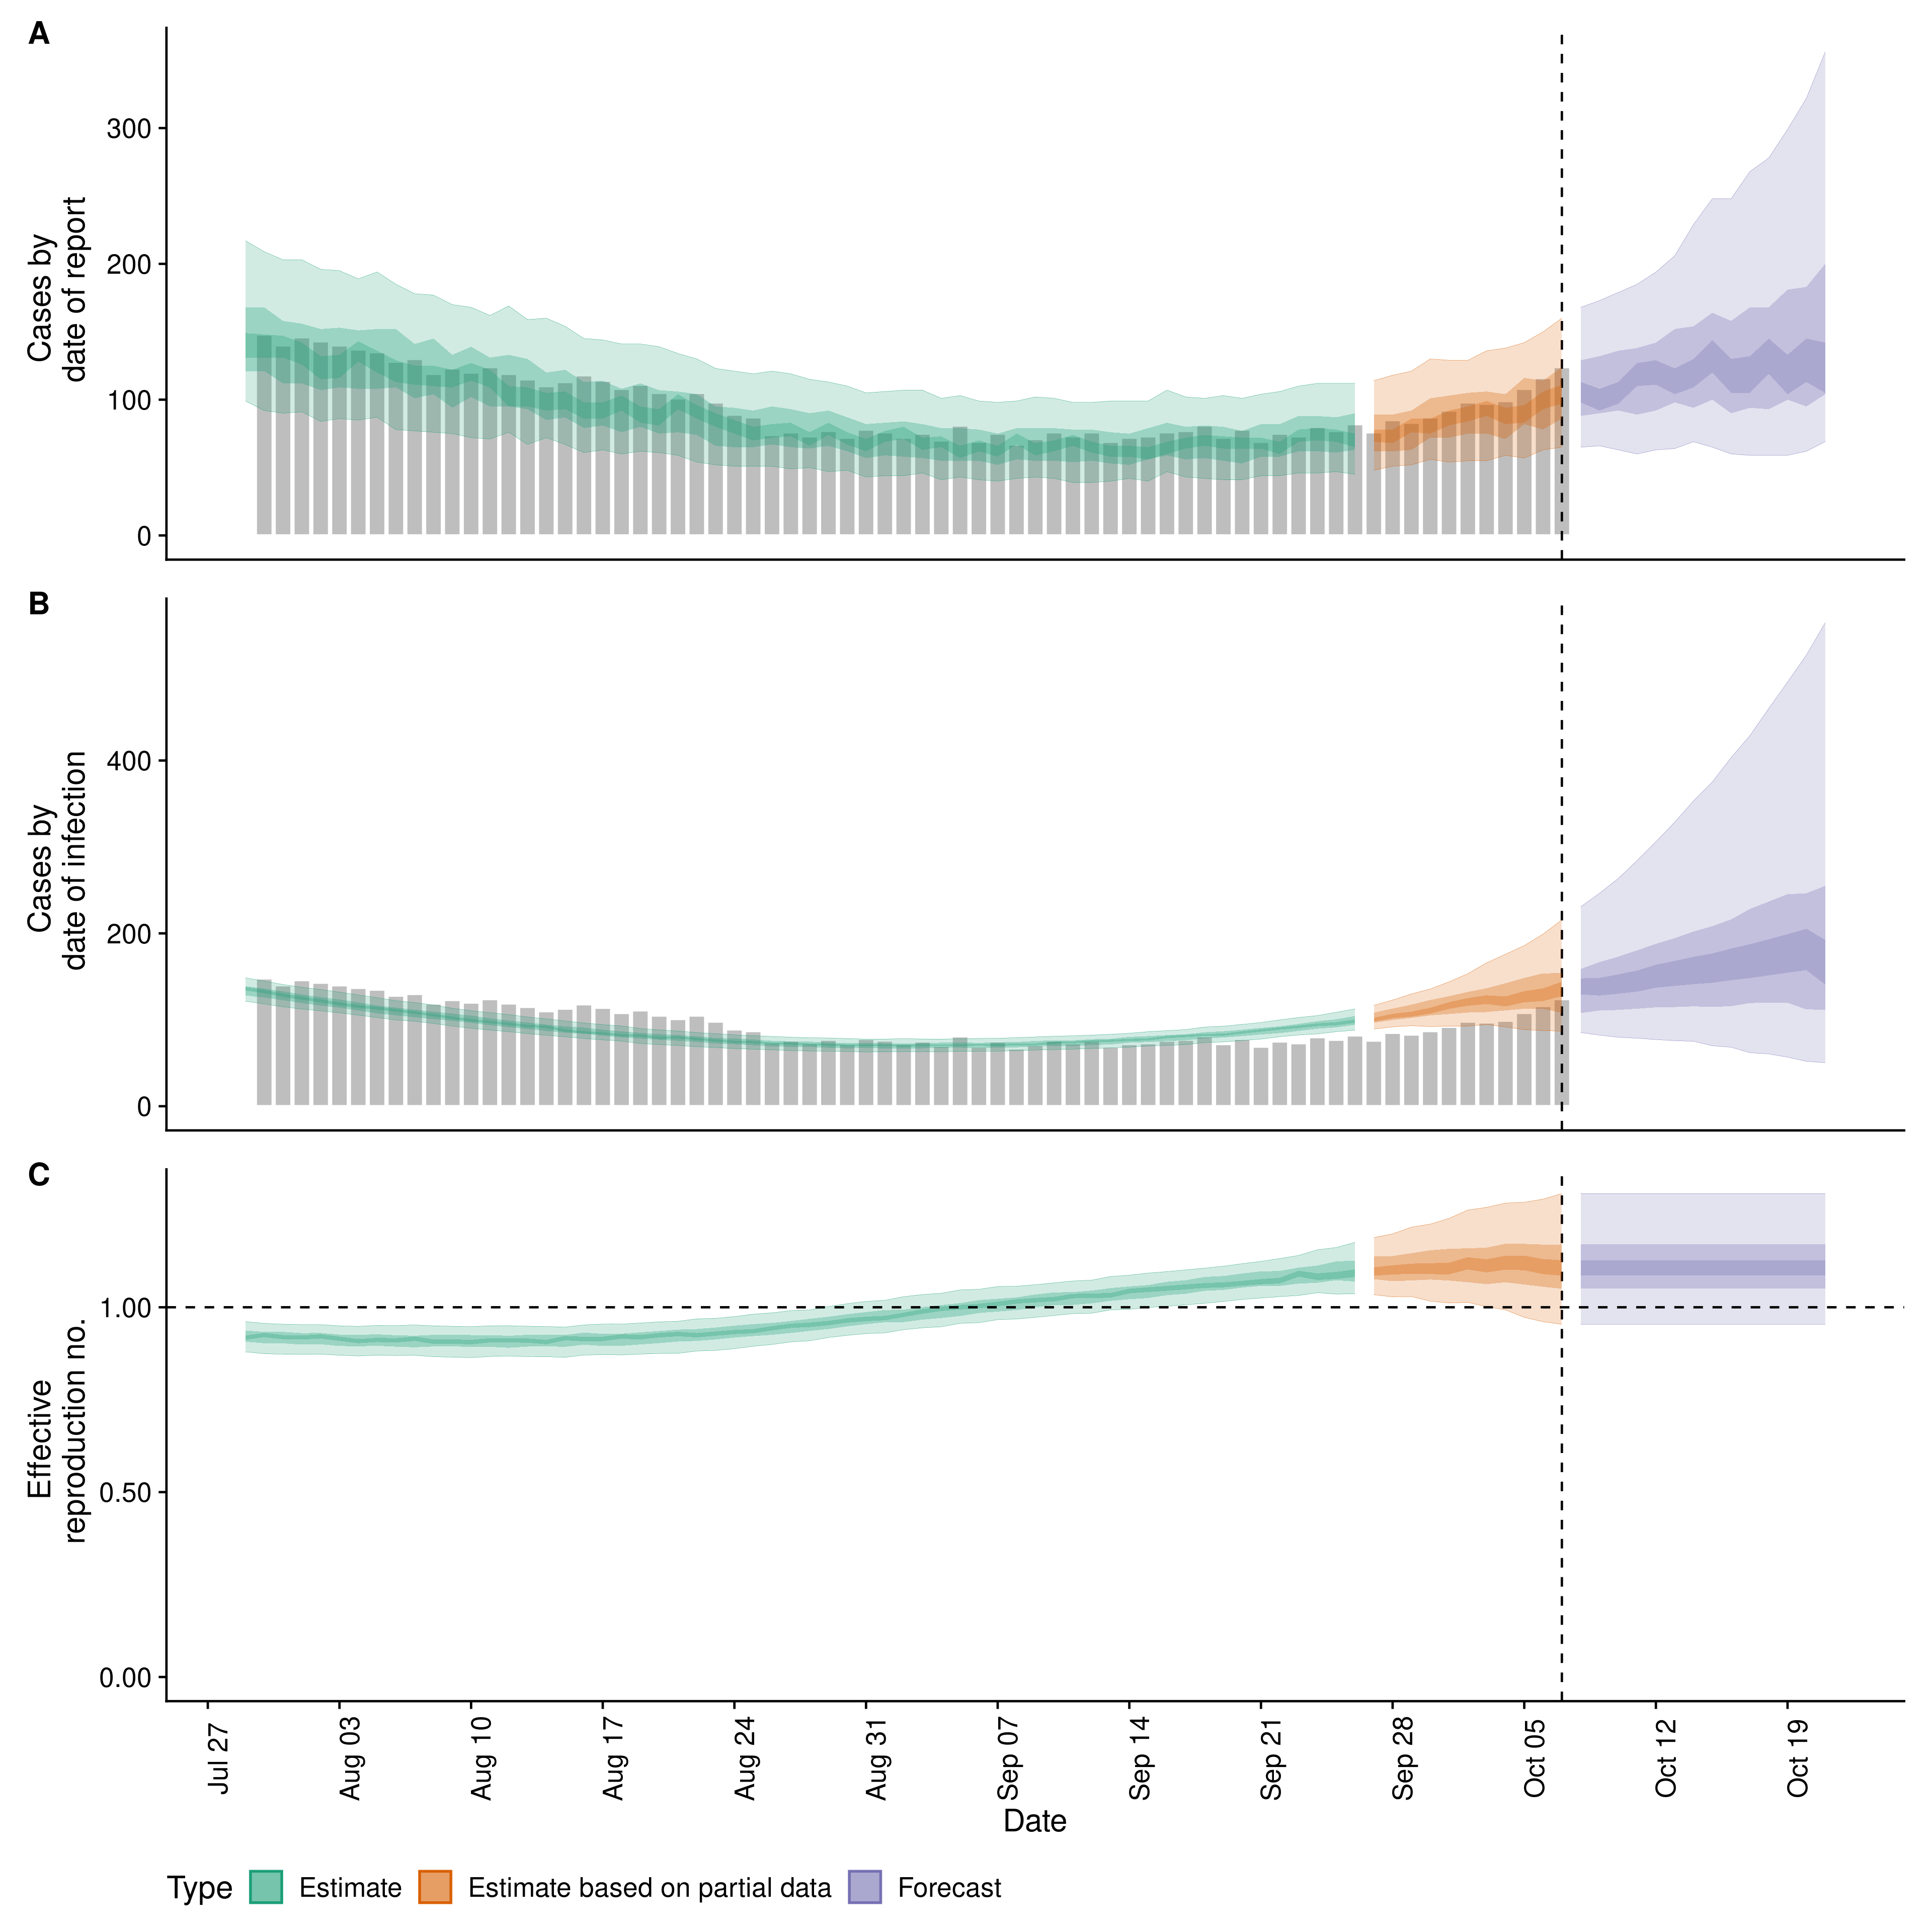 A
Cases by
date of report
300
200
100
0
B
Cases by
date of infection
400
200
0
C
Effective
reproduction no.
1.00
0.50
0.00
Jul 27
Aug 03
Aug 10
Aug 17
Aug 24
Aug 31
Sep 07
Sep 14
Sep 21
Sep 28
Oct 05
Oct 12
Oct 19
Date
Type Estimate Estimate based on partial data Forecast